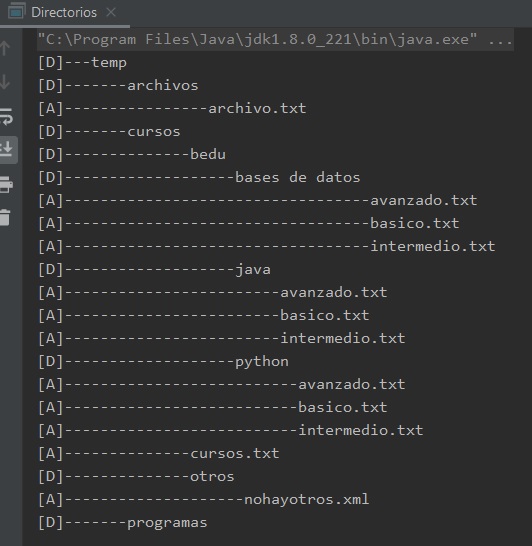 Directorios
"C:\Program Files\Java\jdk1.8.0_221\bin\java.exe" ...
[D]---temp
[D]-------archivos
[A]----------------archivo.txt
[D]-------cursos
[D]--------------bedu
[D]-------------------bases de datos
[A]----------------------------------avanzado.txt
[A]----------------------------------basico.txt
[A]----------------------------------intermedio.txt
[D]-------------------java
[A]------------------------avanzado.txt
[A]------------------------basico.txt
[A]------------------------intermedio.txt
[D]-------------------python
[A]--------------------------avanzado.txt
[A]--------------------------basico.txt
[A]--------------------------intermedio.txt
[A]--------------cursos.txt
[D]--------------otros
[A]--------------------nohayotros.xml
[D]-------programas